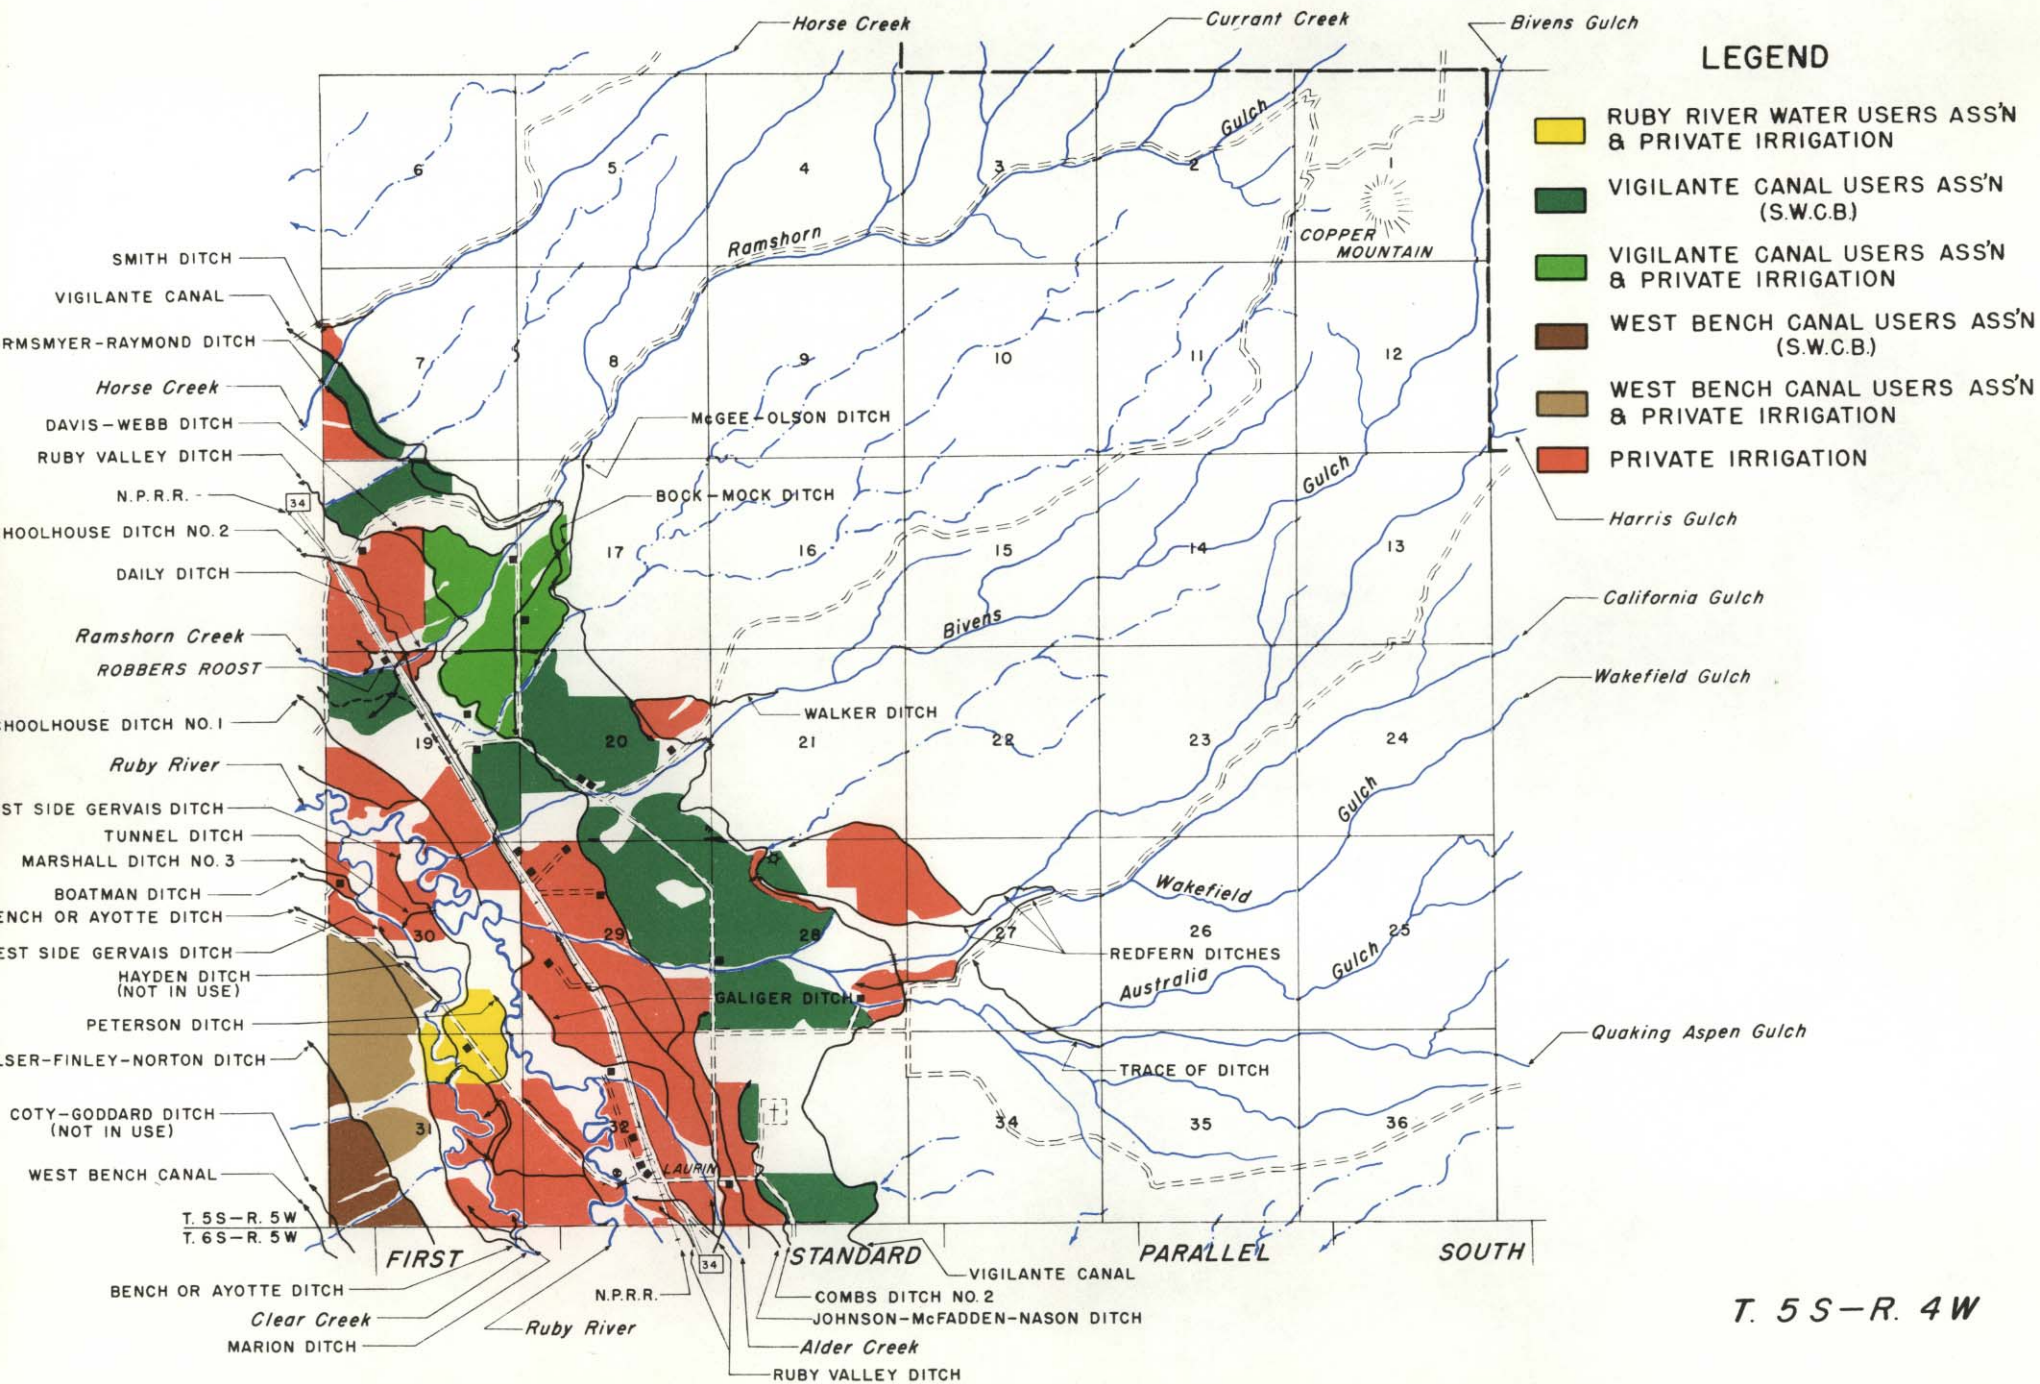 Horse Creek
Currant Creek
Bivens Gulch
LEGEND
RUBY RIVER WATER USERS ASS'N
& PRIVATE IRRIGATION
VIGILANTE CANAL USERS ASS'N
(S.W.C.B.)
VIGILANTE CANAL USERS ASS'N
& PRIVATE IRRIGATION
WEST BENCH CANAL USERS ASS'N
(S.W.C.B.)
WEST BENCH CANAL USERS ASS'N
& PRIVATE IRRIGATION
PRIVATE IRRIGATION
Gulch
6
5
4
3
2
1
Ramshorn
COPPER
MOUNTAIN
SMITH DITCH
VIGILANTE CANAL
RMSMYER-RAYMOND DITCH
Horse Creek
DAVIS-WEBB DITCH
RUBY VALLEY DITCH
N.P.R.R.
34
HOOLHOUSE DITCH NO. 2
DAILY DITCH
Ramshorn Creek
ROBBERS ROOST
CHOOLHOUSE DITCH NO. 1
Ruby River
ST SIDE GERVAIS DITCH
TUNNEL DITCH
MARSHALL DITCH NO. 3
BOATMAN DITCH
ENCH OR AYOTTE DITCH
EST SIDE GERVAIS DITCH
HAYDEN DITCH
(NOT IN USE)
PETERSON DITCH
LSER-FINLEY-NORTON DITCH
COTY-GODDARD DITCH
(NOT IN USE)
WEST BENCH CANAL
T. 5S-R. 5W
T. 6S-R. 5W
7
8
9
10
11
12
McGEE-OLSON DITCH
BOCK-MOCK DITCH
Gulch
Harris Gulch
17
16
15
14
13
Bivens
California Gulch
Wakefield Gulch
WALKER DITCH
19
20
21
22
23
24
Gulch
Wakefield
30
29
28
27
26
25
REDFERN DITCHES
Gulch
Australia
GALIGER DITCH
Quaking Aspen Gulch
TRACE OF DITCH
31
32
34
35
36
LAURIN
FIRST
STANDARD
PARALLEL
SOUTH
34
BENCH OR AYOTTE DITCH
Clear Creek
MARION DITCH
Ruby River
N.P.R.R.
VIGILANTE CANAL
COMBS DITCH NO. 2
JOHNSON-McFADDEN-NASON DITCH
Alder Creek
RUBY VALLEY DITCH
T. 5 S-R. 4 W